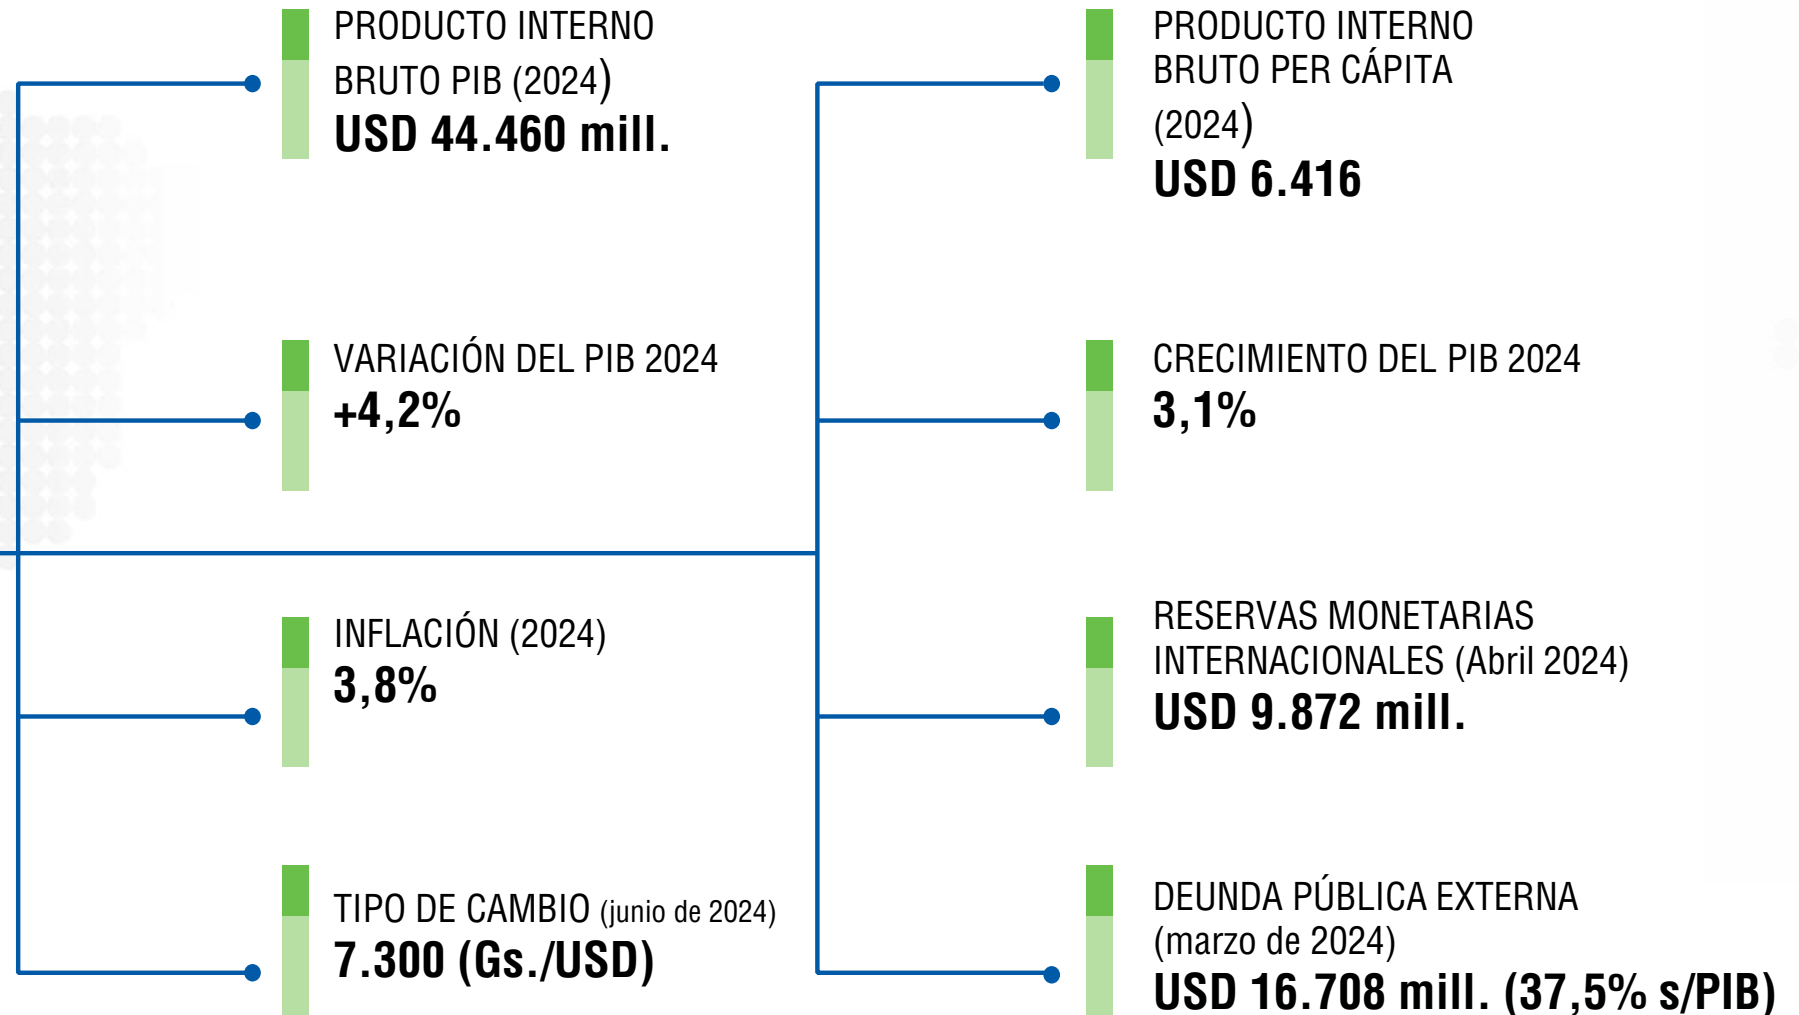 PRODUCTO INTERNO
BRUTO PIB (2024)
USD 44.460 mill.
PRODUCTO INTERNO
BRUTO PER CÁPITA
(2024)
USD 6.416
VARIACIÓN DEL PIB 2024
+4,2%
CRECIMIENTO DEL PIB 2024
3,1%
INFLACIÓN (2024)
3,8%
RESERVAS MONETARIAS
INTERNACIONALES (Abril 2024)
USD 9.872 mill.
TIPO DE CAMBIO (junio de 2024)
7.300 (Gs./USD)
DEUNDA PÚBLICA EXTERNA
(marzo de 2024)
USD 16.708 mill. (37,5% s/PIB)